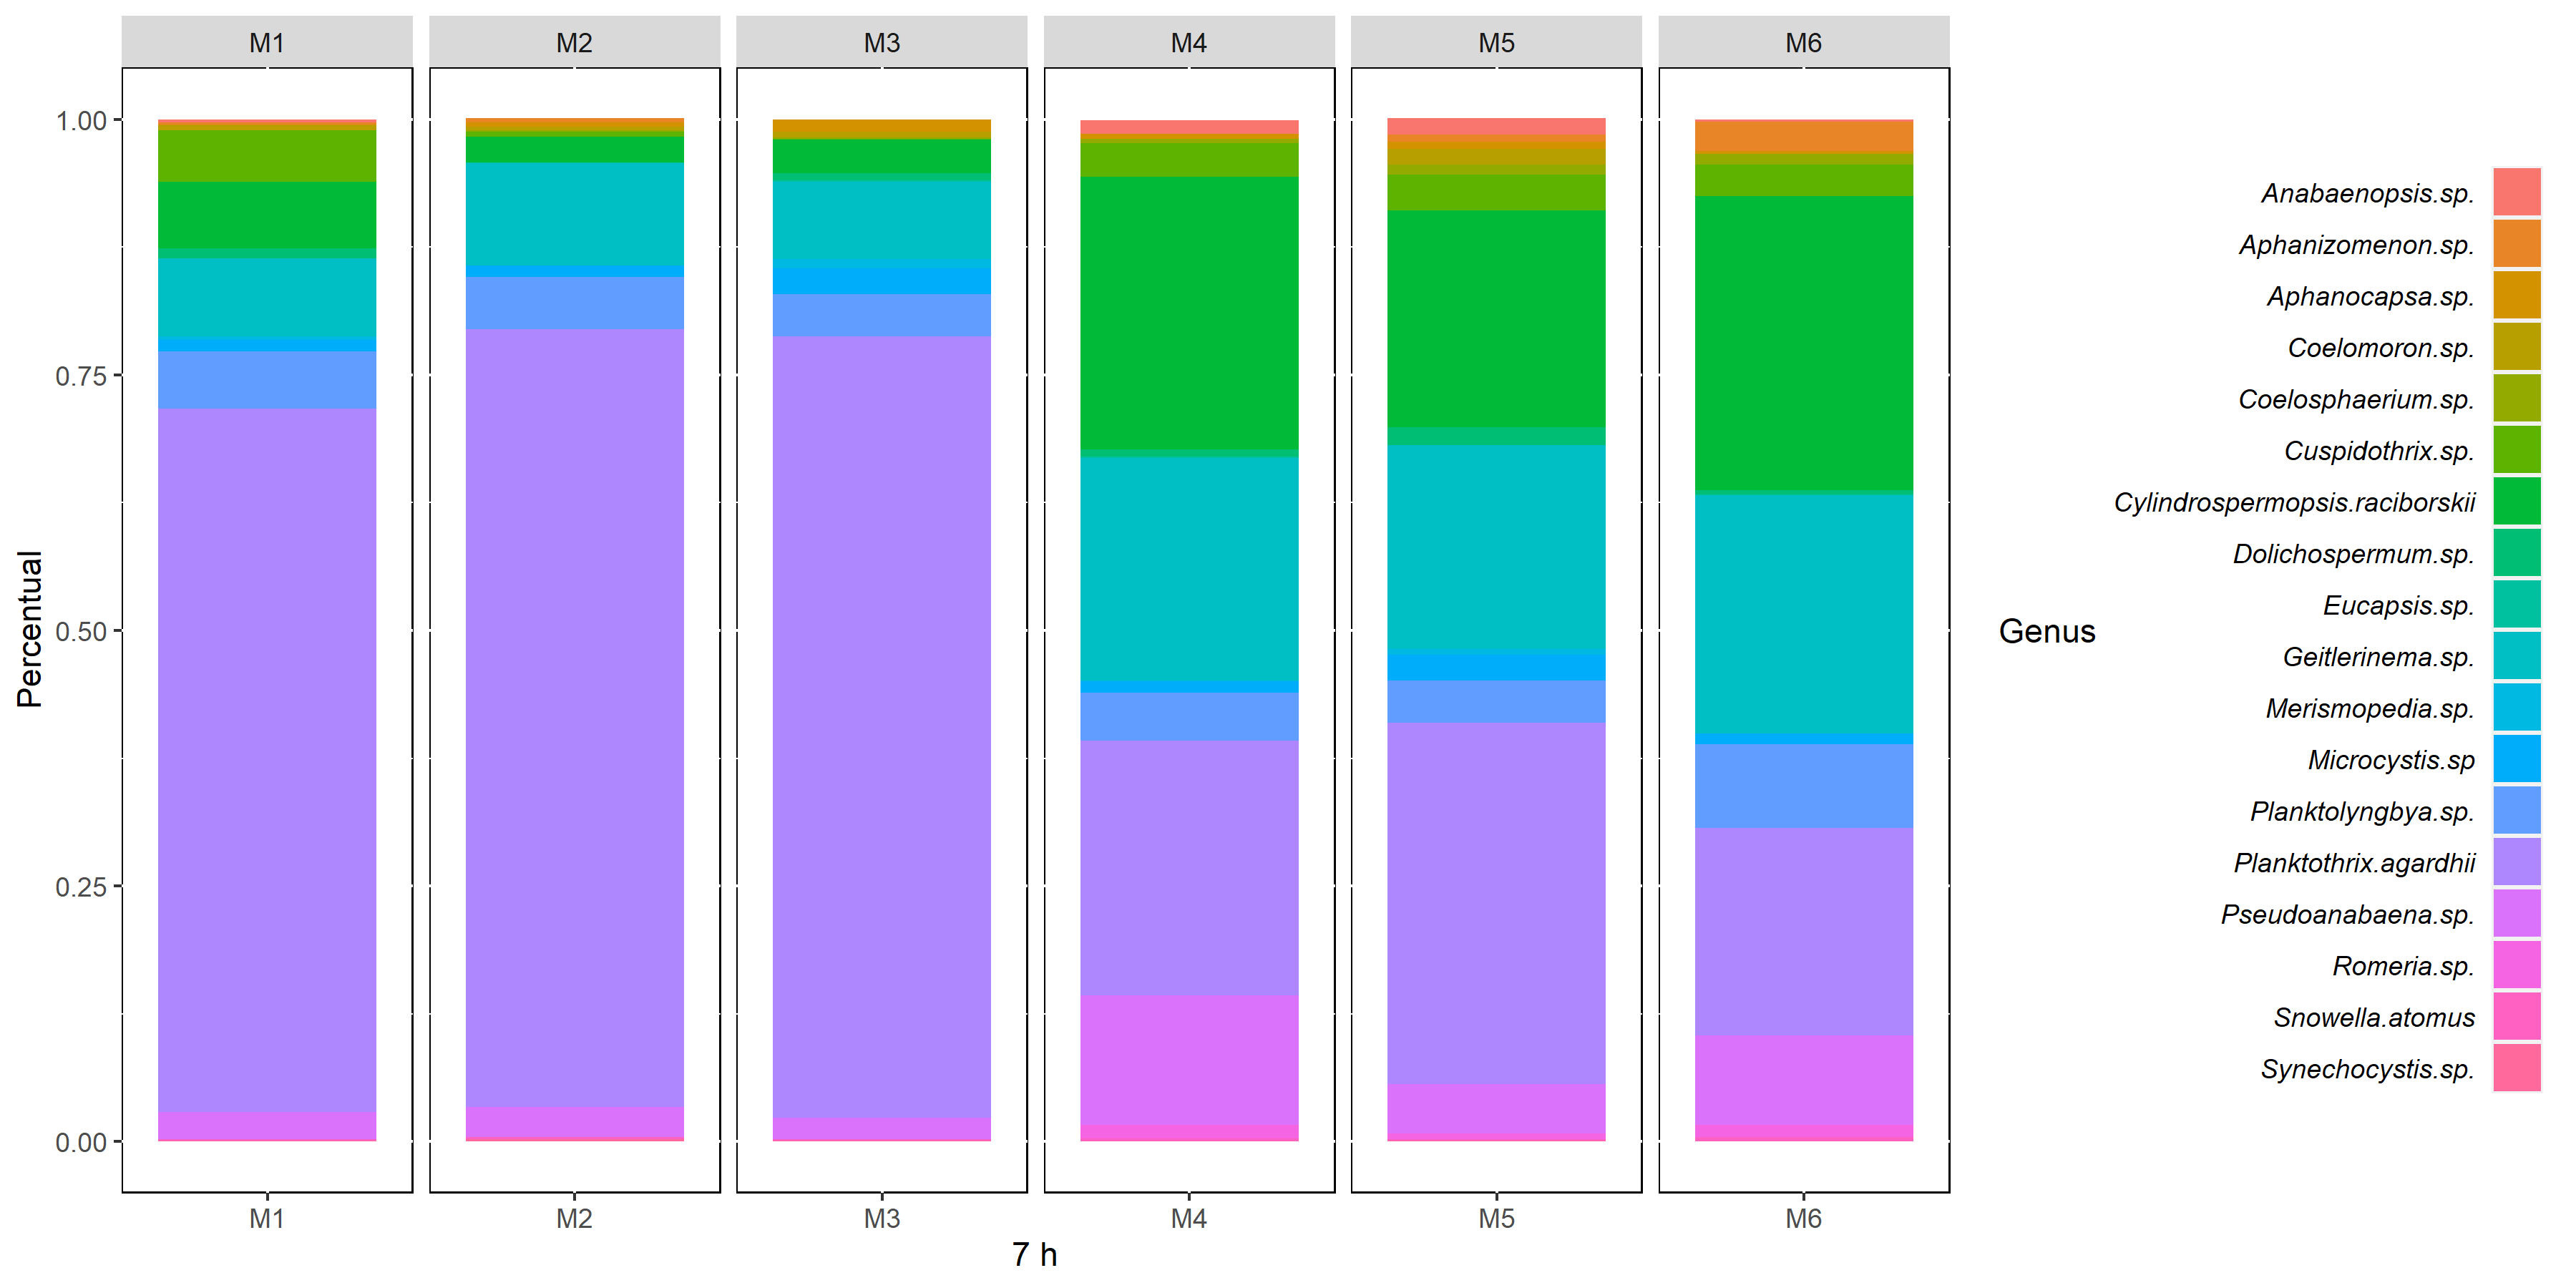 M1 M2 M3 M4 M5 M6
1.00
0.75
0.50
0.25
0.00
Percentual
M1 M2 M3 M4 M5 M6
7 h
Genus
Anabaenopsis.sp.
Aphanizomenon.sp.
Aphanocapsa.sp.
Coelomoron.sp.
Coelosphaerium.sp.
Cuspidothrix.sp.
Cylindrospermopsis.raciborskii
Dolichospermum.sp.
Eucapsis.sp.
Geitlerinema.sp.
Merismopedia.sp.
Microcystis.sp
Planktolyngbya.sp.
Planktothrix.agardhii
Pseudoanabaena.sp.
Romeria.sp.
Snowella.atomus
Synechocystis.sp.